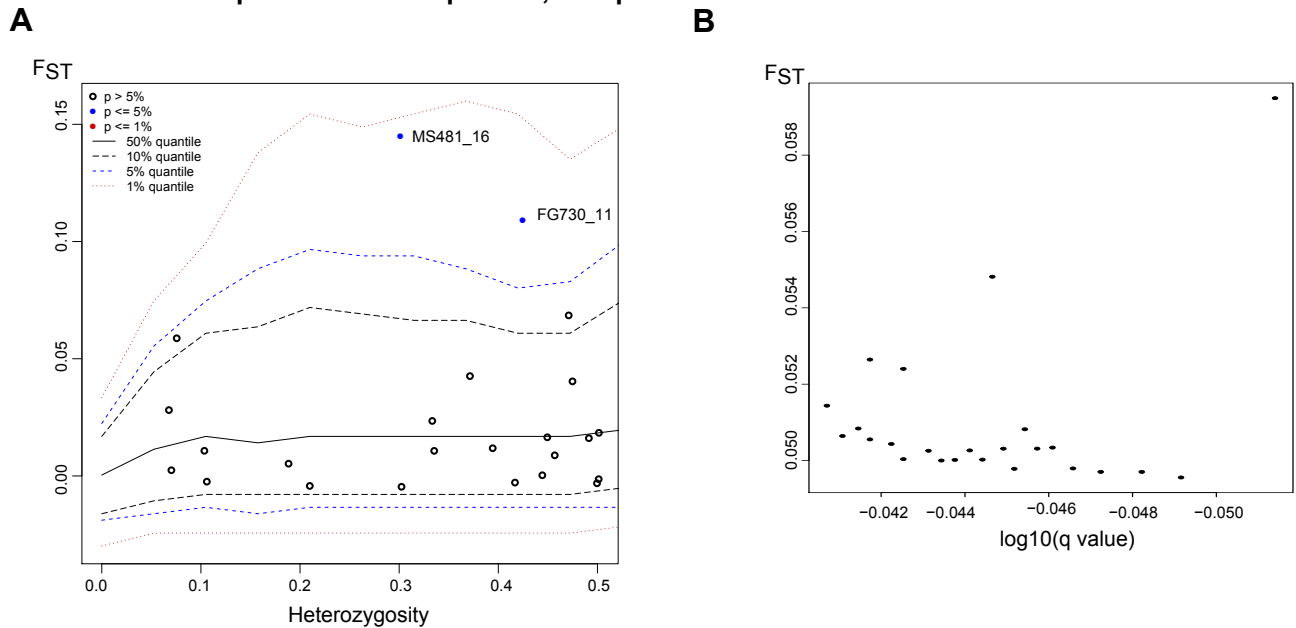 A
FST
p > 5%
p <= 5%
p <= 1%
50% quantile
10% quantile
5% quantile
1% quantile
MS481_16
FG730_11
0.15
0.10
0.05
0.00
0.0 0.1 0.2 0.3 0.4 0.5
Heterozygosity
B
FST
0.058
0.056
0.054
0.052
0.050
−0.042 −0.044 −0.046 −0.048 −0.050
log10(q value)